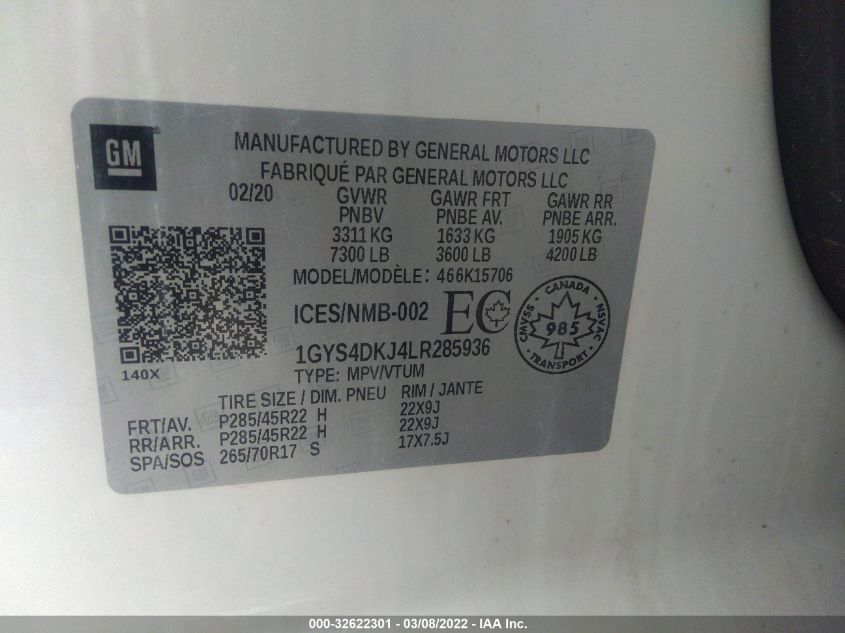 GM
MANUFACTURED BY GENERAL MOTORS LLC
FABRIQUÉ PAR GENERAL MOTORS LLC
02/20 GVWR GAWR FRT GAWR RR
PNBV PNBE AV. PNBE ARR.
3311 KG 1633 KG 1905 KG
7300 LB 3600 LB 4200 LB
MODEL/MODÈLE: 466K15706
ICES/NMB-002 EC
CANADA
CMVSS 985 NSVAC
TRANSPORT
1GYS4DKJ4LR285936
140X
TYPE: MPV/VTUM
TIRE SIZE / DIM. PNEU RIM / JANTE
FRT/AV. P285/45R22 H 22X9J
RR/ARR. P285/45R22 H 22X9J
SPA/SOS 265/70R17 S 17X7.5J
000-32622301 - 03/08/2022 - IAA Inc.